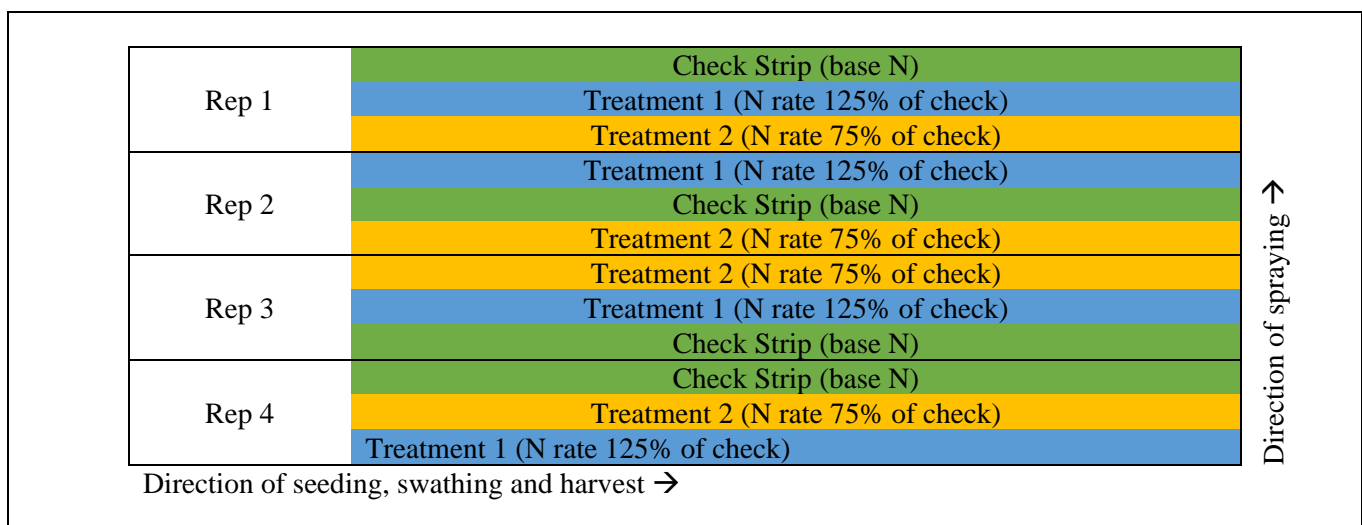 Rep 1
Check Strip (base N)
Treatment 1 (N rate 125% of check)
Treatment 2 (N rate 75% of check)
Rep 2
Treatment 1 (N rate 125% of check)
Check Strip (base N)
Treatment 2 (N rate 75% of check)
Rep 3
Treatment 2 (N rate 75% of check)
Treatment 1 (N rate 125% of check)
Check Strip (base N)
Rep 4
Check Strip (base N)
Treatment 2 (N rate 75% of check)
Treatment 1 (N rate 125% of check)
Direction of seeding, swathing and harvest →
Direction of spraying →